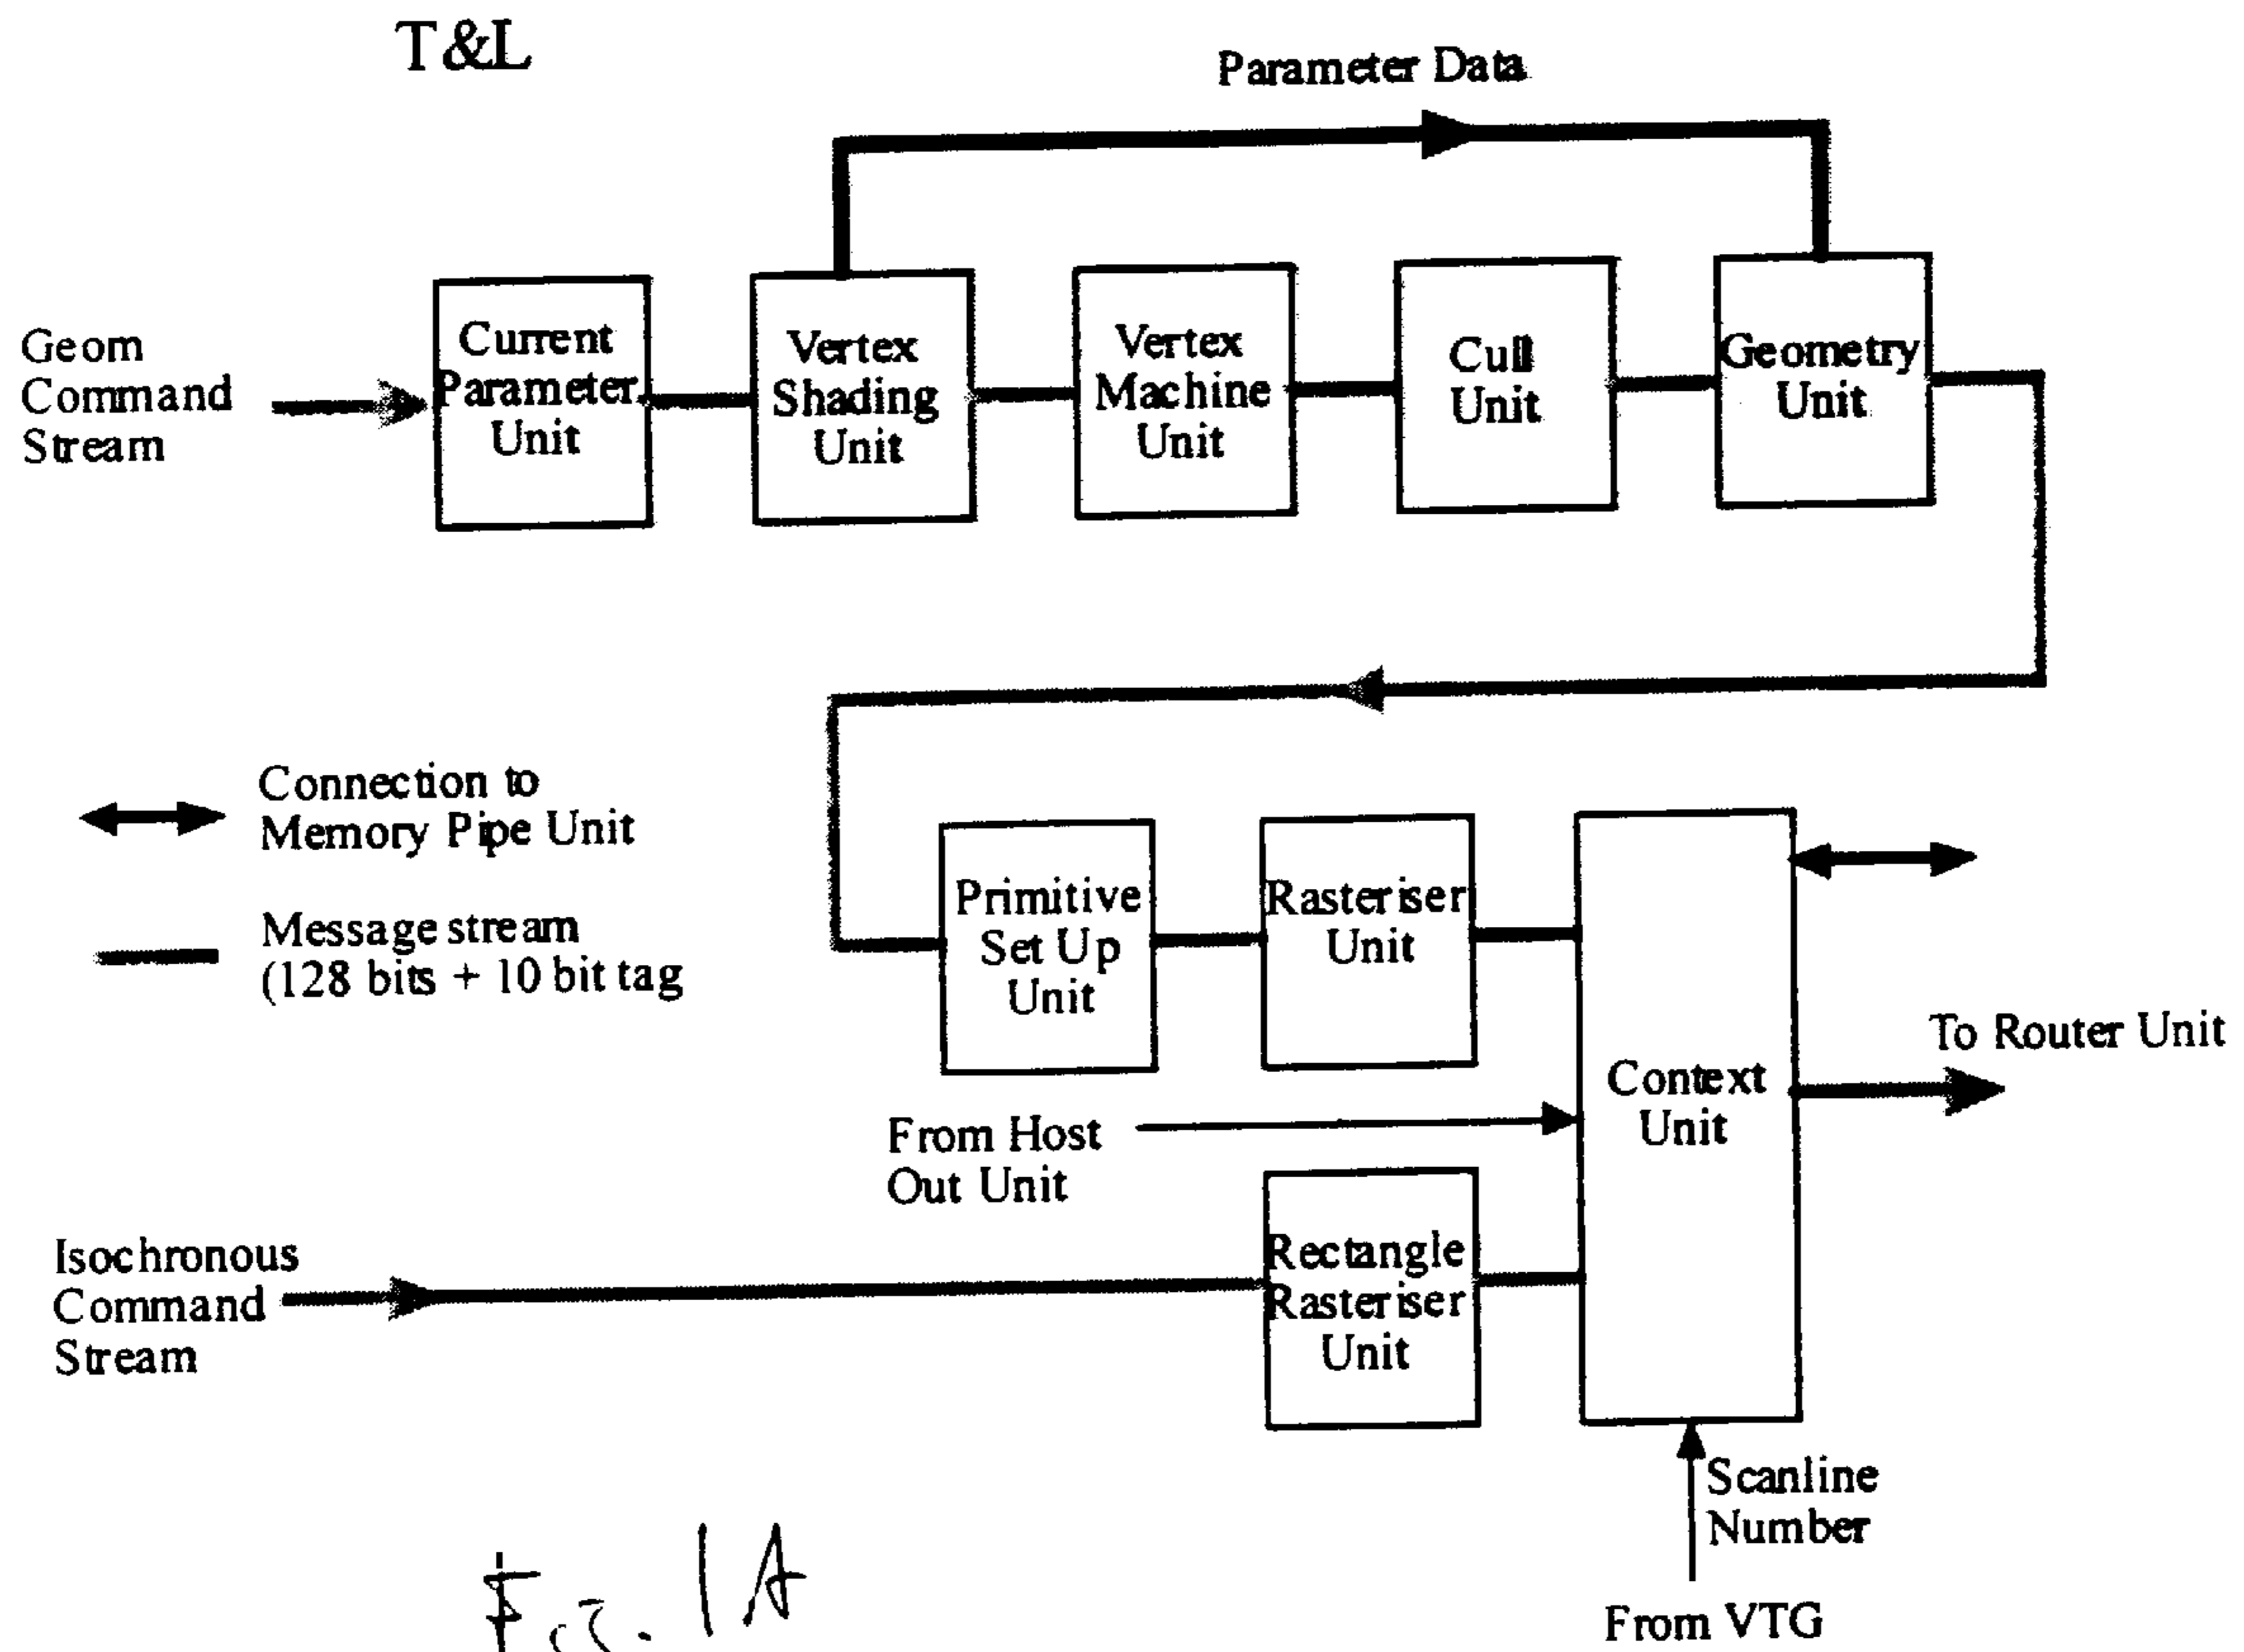 T&L
Parameter Data
Geom
Command
Stream
Current
Parameter
Unit
Vertex
Shading
Unit
Vertex
Machine
Unit
Cull
Unit
Geometry
Unit
Connection to
Memory Pipe Unit
Message stream
(128 bits + 10 bit tag
Primitive
Set Up
Unit
Rasteriser
Unit
Context
Unit
To Router Unit
From Host
Out Unit
Isochronous
Command
Stream
Rectangle
Rasteriser
Unit
Scanline
Number
From VTG
FIG. 1A